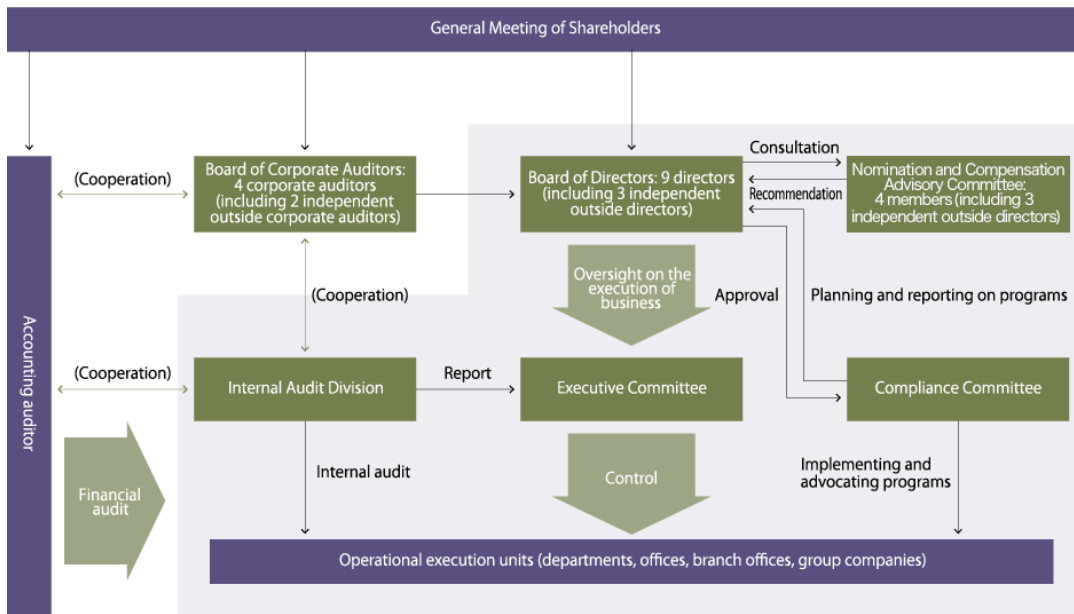 General Meeting of Shareholders
Consultation
(Cooperation)
Board of Corporate Auditors:
4 corporate auditors
(including 2 independent
outside corporate auditors)
Board of Directors: 9 directors
(including 3 independent
outside directors)
Recommendation
Nomination and Compensation
Advisory Committee:
4 members (including 3
independent outside directors)
Oversight on the
execution of
business
(Cooperation)
Approval
Planning and reporting on programs
Accounting auditor
(Cooperation)
Internal Audit Division
Report
Executive Committee
Compliance Committee
Financial
audit
Internal audit
Control
Implementing and
advocating programs
Operational execution units (departments, offices, branch offices, group companies)